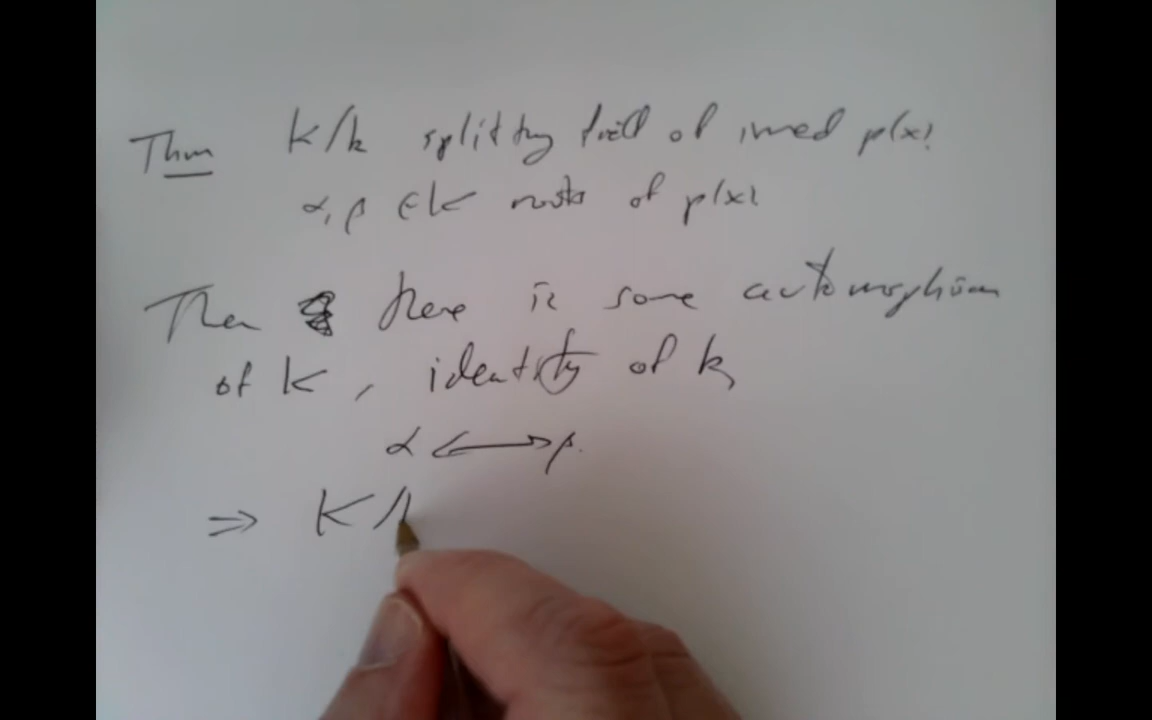 Thm K/k splitting field of irred p(x)
α, β ∈ K roots of p(x)
Then there is some automorphism
of K, identity of k,
α ⟷ β.
⇒ K/